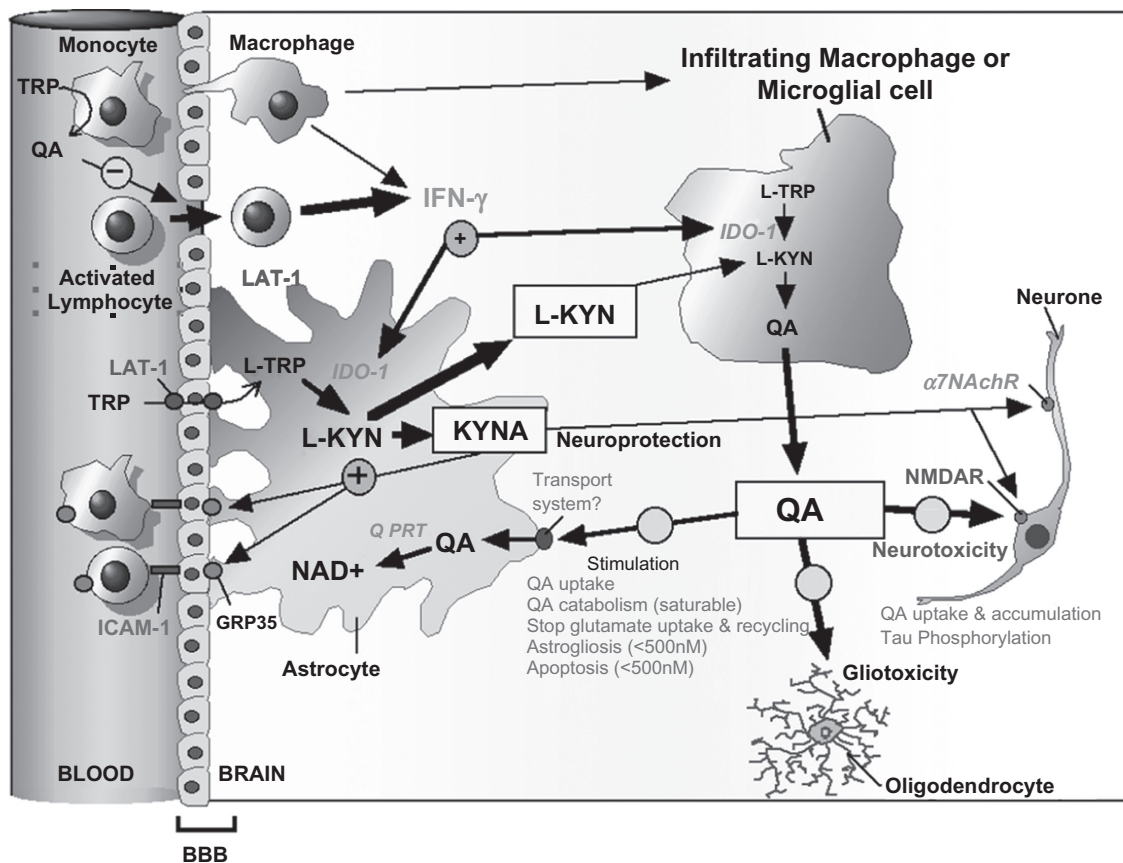 Monocyte
TRP
QA
−
Activated
Lymphocyte
LAT-1
TRP
ICAM-1
BLOOD
BBB
BRAIN
Macrophage
LAT-1
IFN-γ
+
Infiltrating Macrophage or
Microglial cell
L-TRP
IDO-1
L-KYN
QA
L-TRP
IDO-1
L-KYN
L-KYN
KYNA
Neuroprotection
+
Transport
system?
Q PRT
QA
NAD+
GRP35
Astrocyte
Stimulation
QA uptake
QA catabolism (saturable)
Stop glutamate uptake & recycling
Astrogliosis (<500nM)
Apoptosis (<500nM)
QA
Neurone
α7NAchR
NMDAR
Neurotoxicity
QA uptake & accumulation
Tau Phosphorylation
Gliotoxicity
Oligodendrocyte